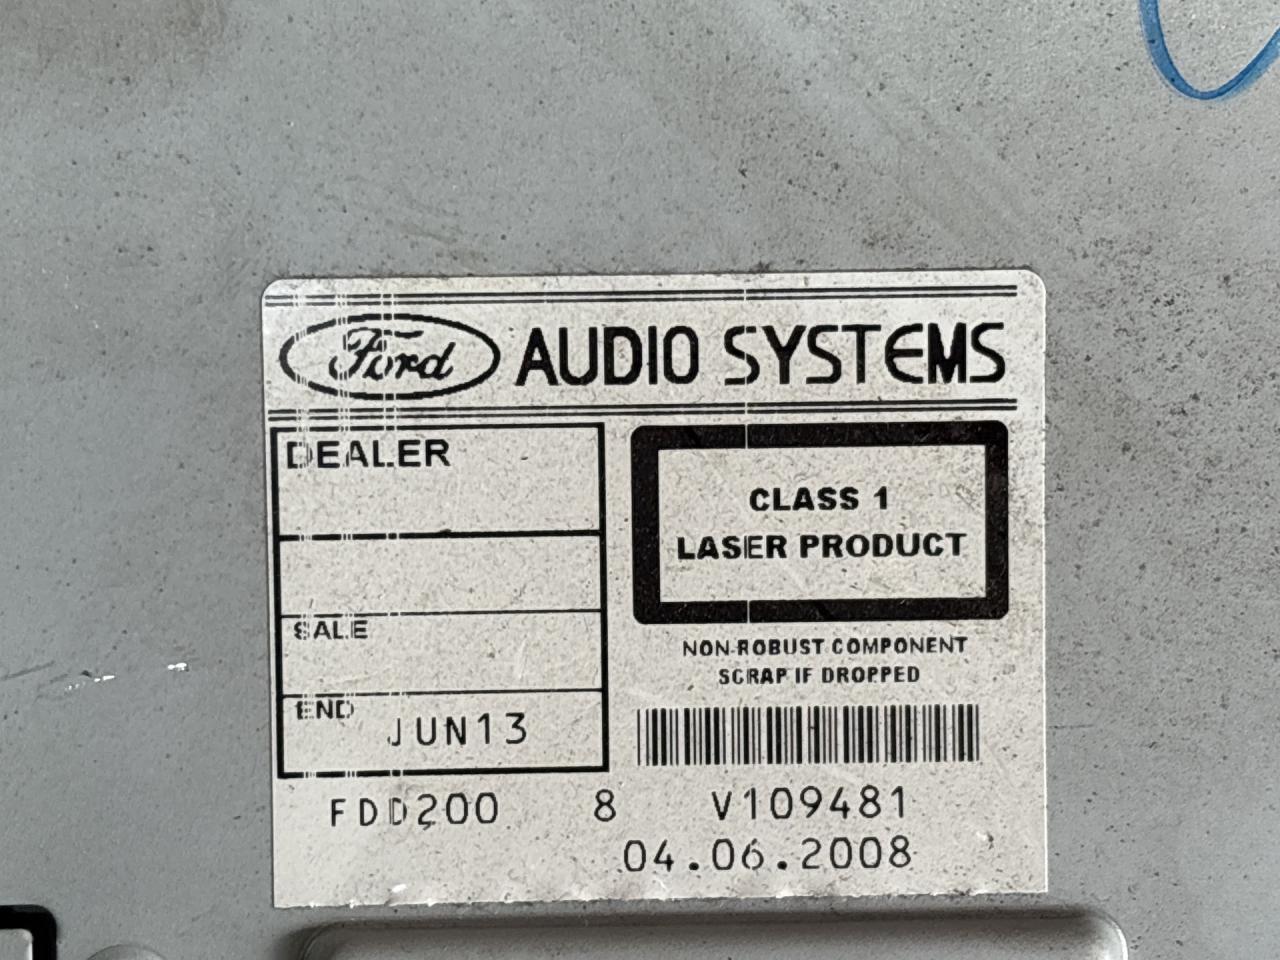 Ford AUDIO SYSTEMS
DEALER
CLASS 1
LASER PRODUCT
SALE
NON-ROBUST COMPONENT
SCRAP IF DROPPED
END JUN13
FDD200 8 V109481
04.06.2008